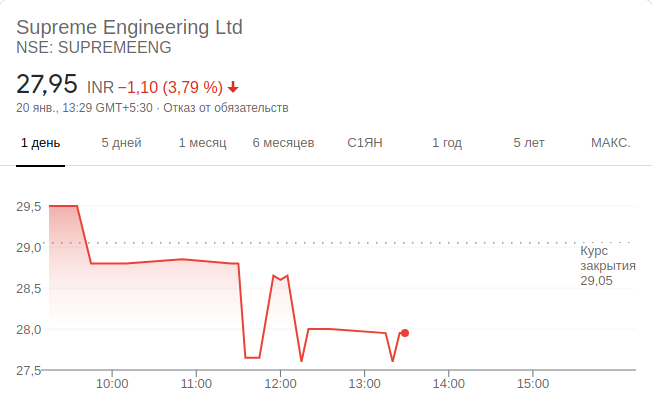 Supreme Engineering Ltd
NSE: SUPREMEENG
27,95 INR −1,10 (3,79 %)
20 янв., 13:29 GMT+5:30 · Отказ от обязательств
1 день 5 дней 1 месяц 6 месяцев С1ЯН 1 год 5 лет МАКС.
29,5
29,0
28,5
28,0
27,5
Курс
закрытия
29,05
10:00 11:00 12:00 13:00 14:00 15:00